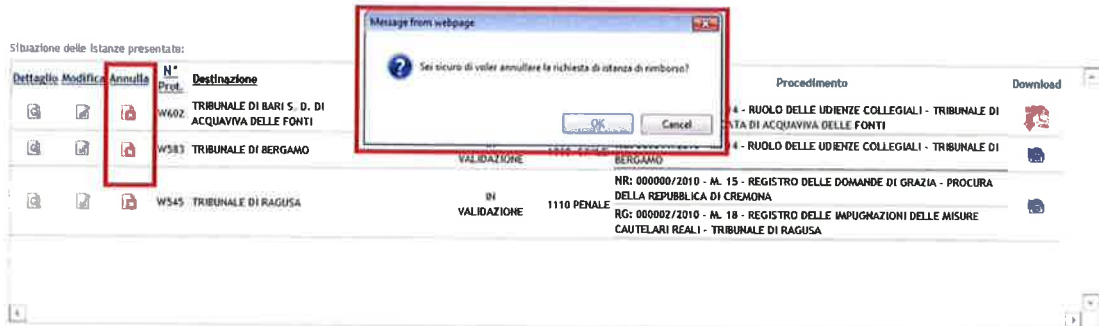 Message from webpage
Sei sicuro di voler annullare la richiesta di istanza di rimborso?
OK
Cancel
Situazione delle Istanze presentate:
Dettaglio Modifica Annulla N° Prot. Destinazione Procedimento Download
W602 TRIBUNALE DI BARI S. D. DI
ACQUAVIVA DELLE FONTI
4 - RUOLO DELLE UDIENZE COLLEGIALI - TRIBUNALE DI
ATA DI ACQUAVIVA DELLE FONTI
W583 TRIBUNALE DI BERGAMO
VALIDAZIONE
4 - RUOLO DELLE UDIENZE COLLEGIALI - TRIBUNALE DI
BERGAMO
W545 TRIBUNALE DI RAGUSA
IN
VALIDAZIONE
1110 PENALE
NR: 000000/2010 - M. 15 - REGISTRO DELLE DOMANDE DI GRAZIA - PROCURA
DELLA REPUBBLICA DI CREMONA
RG: 000002/2010 - M. 18 - REGISTRO DELLE IMPUGNAZIONI DELLE MISURE
CAUTELARI REALI - TRIBUNALE DI RAGUSA